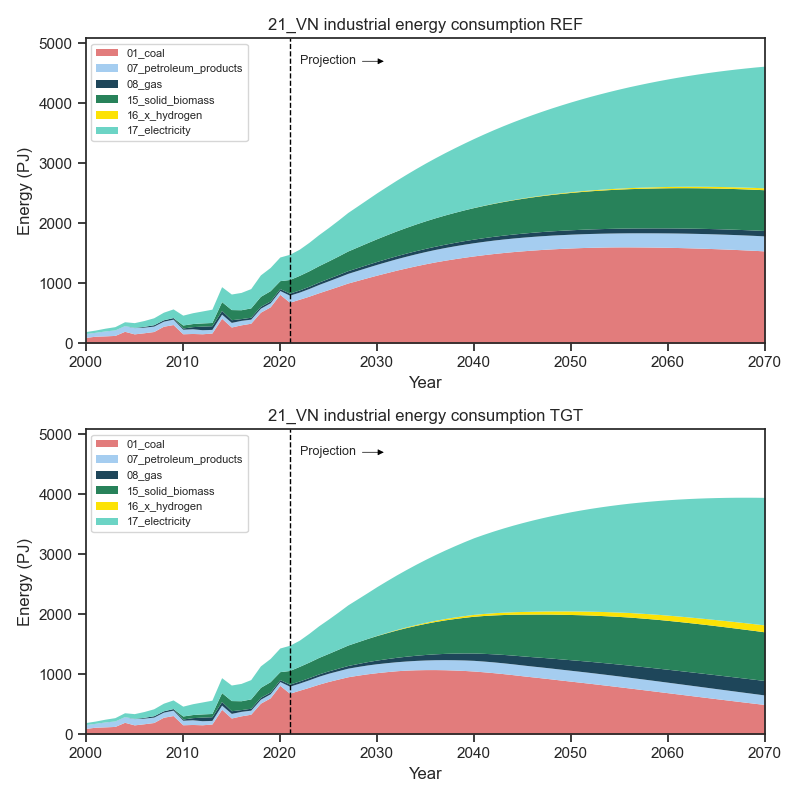 21_VN industrial energy consumption REF
5000
4000
3000
2000
1000
0
Energy (PJ)
01_coal
07_petroleum_products
08_gas
15_solid_biomass
16_x_hydrogen
17_electricity
Projection
2000 2010 2020 2030 2040 2050 2060 2070
Year
21_VN industrial energy consumption TGT
5000
4000
3000
2000
1000
0
Energy (PJ)
01_coal
07_petroleum_products
08_gas
15_solid_biomass
16_x_hydrogen
17_electricity
Projection
2000 2010 2020 2030 2040 2050 2060 2070
Year